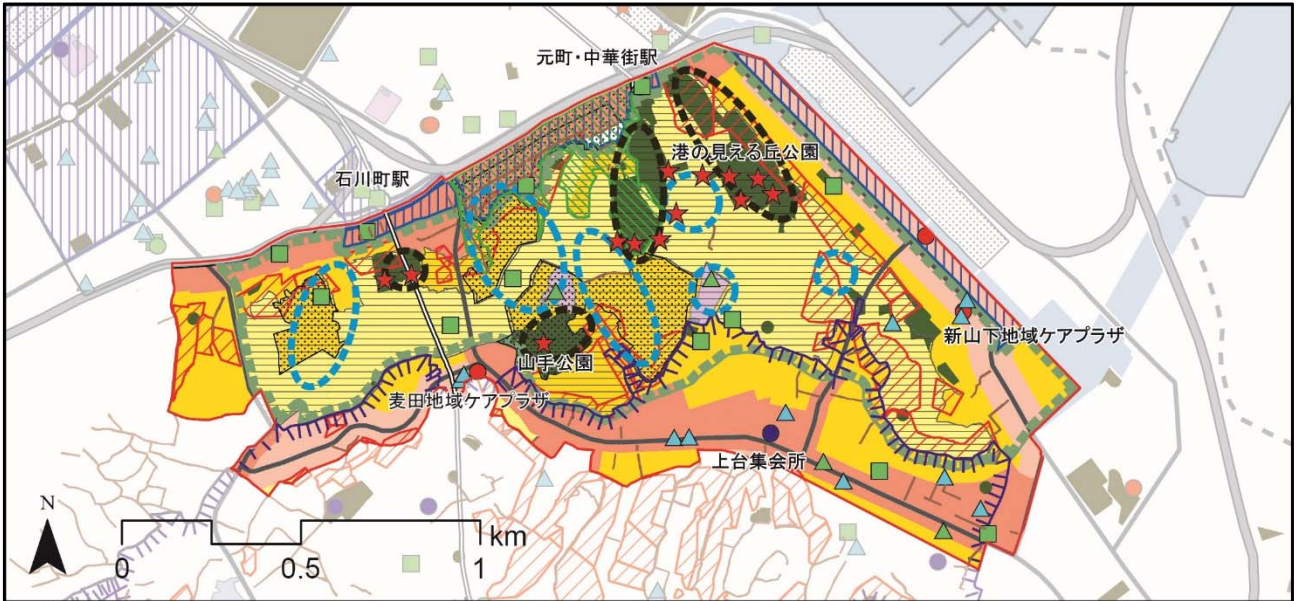 元町・中華街駅
港の見える丘公園
石川町駅
新山下地域ケアプラザ
山手公園
麦田地域ケアプラザ
上台集会所
N
km
0
0.5
1